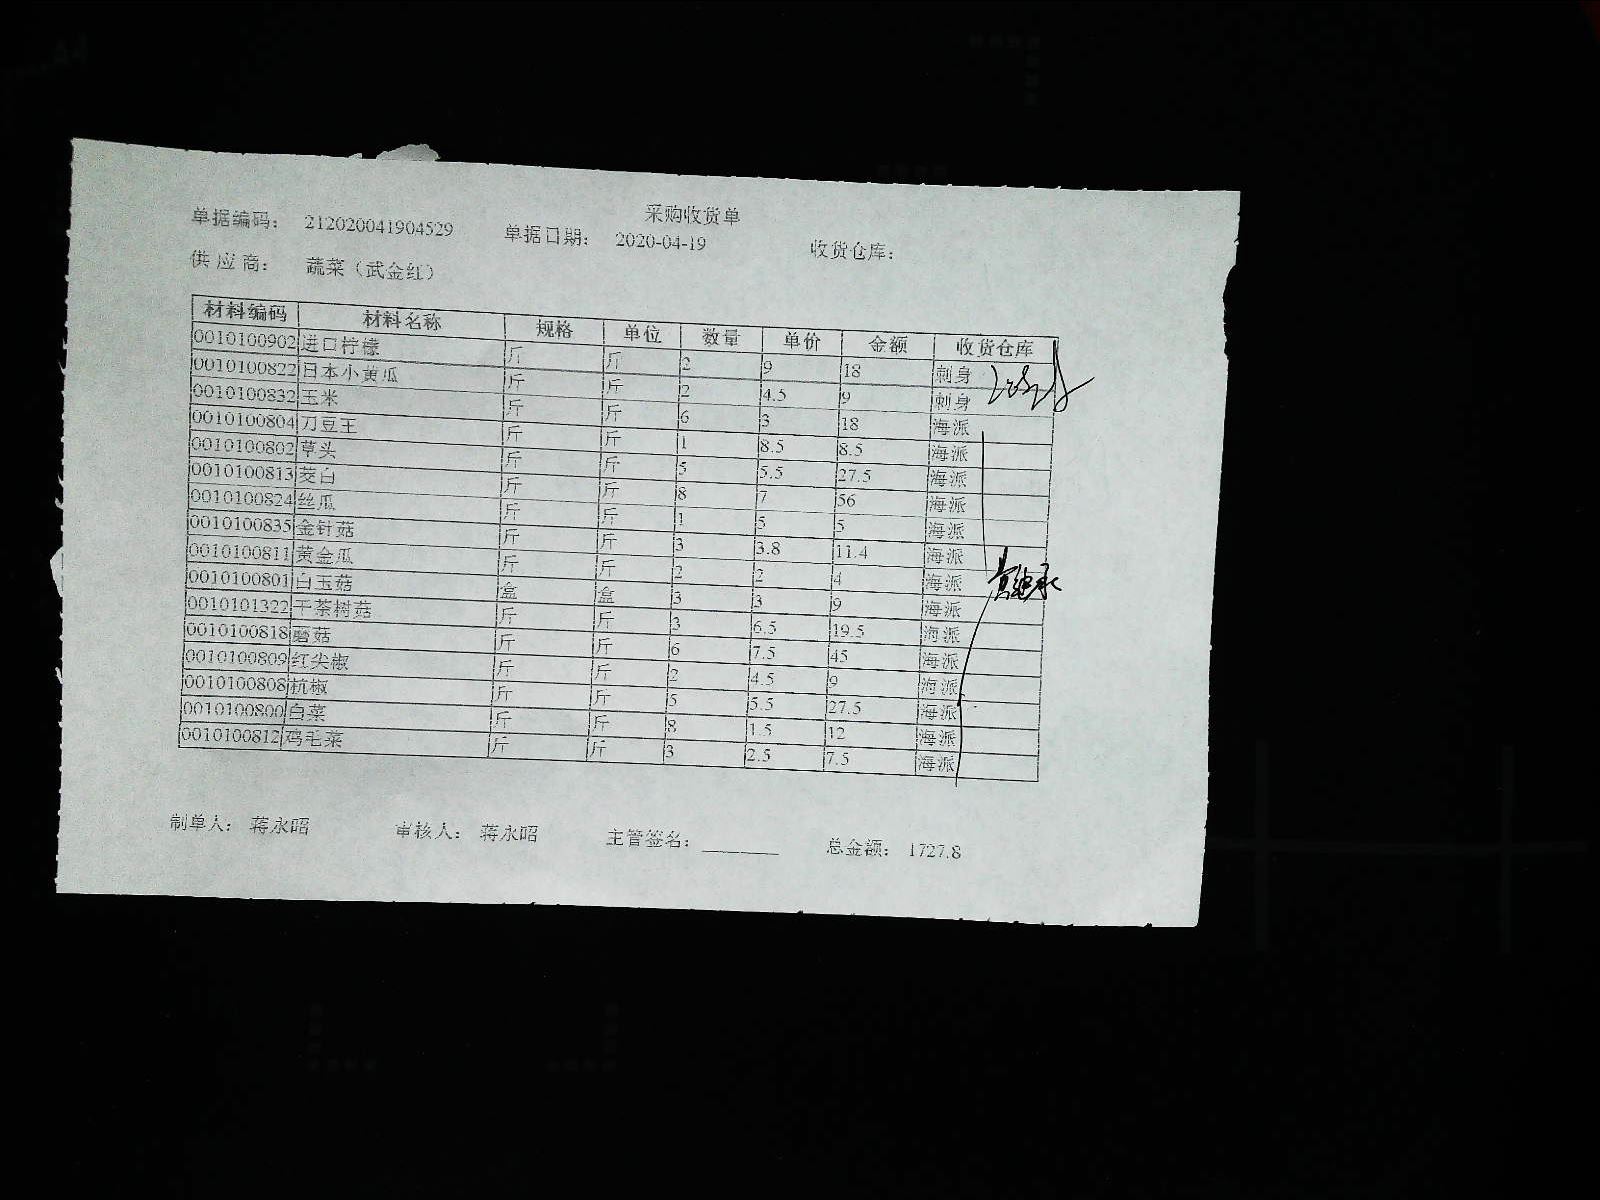 采购收货单
单据编码： 212020041904529 单据日期： 2020-04-19 收货仓库：
供 应 商： 蔬菜（武金红）
材料编码 材料名称 规格 单位 数量 单价 金额 收货仓库
0010100902 进口柠檬 斤 斤 2 9 18 刺身
0010100822 日本小黄瓜 斤 斤 2 4.5 9 刺身
0010100832 玉米 斤 斤 6 3 18 海派
0010100804 刀豆王 斤 斤 1 8.5 8.5 海派
0010100802 草头 斤 斤 5 5.5 27.5 海派
0010100813 茭白 斤 斤 8 7 56 海派
0010100824 丝瓜 斤 斤 1 5 5 海派
0010100835 金针菇 斤 斤 3 3.8 11.4 海派
0010100811 黄金瓜 斤 斤 2 2 4 海派
0010100801 白玉菇 盒 盒 3 3 9 海派
0010101322 干茶树菇 斤 斤 3 6.5 19.5 海派
0010100818 蘑菇 斤 斤 6 7.5 45 海派
0010100809 红尖椒 斤 斤 2 4.5 9 海派
0010100808 杭椒 斤 斤 5 5.5 27.5 海派
0010100800 白菜 斤 斤 8 1.5 12 海派
0010100812 鸡毛菜 斤 斤 3 2.5 7.5 海派
制单人： 蒋永昭 审核人： 蒋永昭 主管签名：________ 总金额： 1727.8